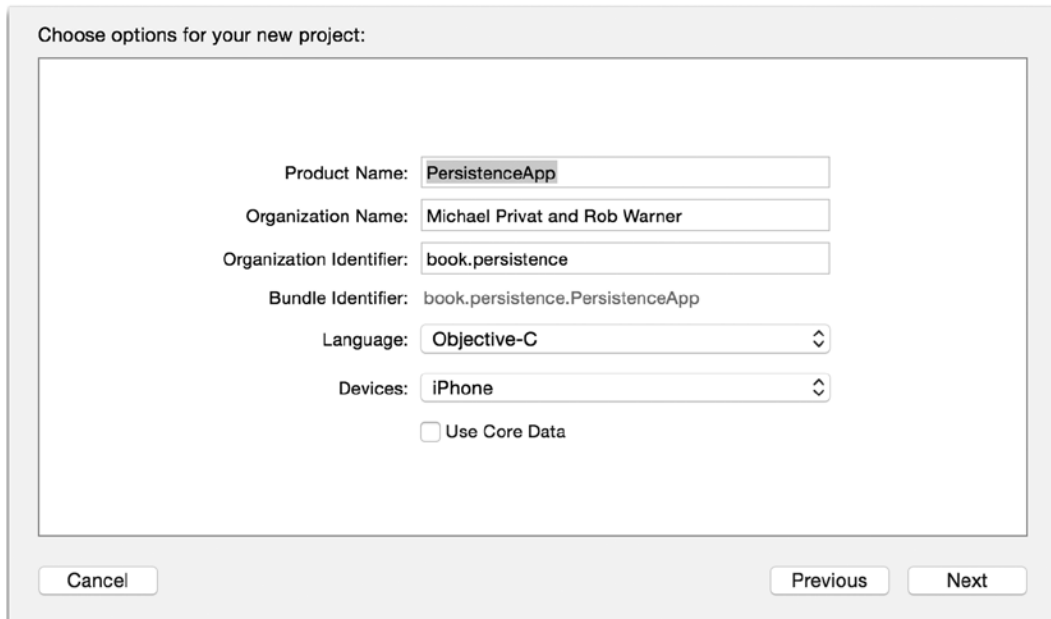 Choose options for your new project:
Product Name: PersistenceApp
Organization Name: Michael Privat and Rob Warner
Organization Identifier: book.persistence
Bundle Identifier: book.persistence.PersistenceApp
Language: Objective-C
Devices: iPhone
Use Core Data
Cancel Previous Next